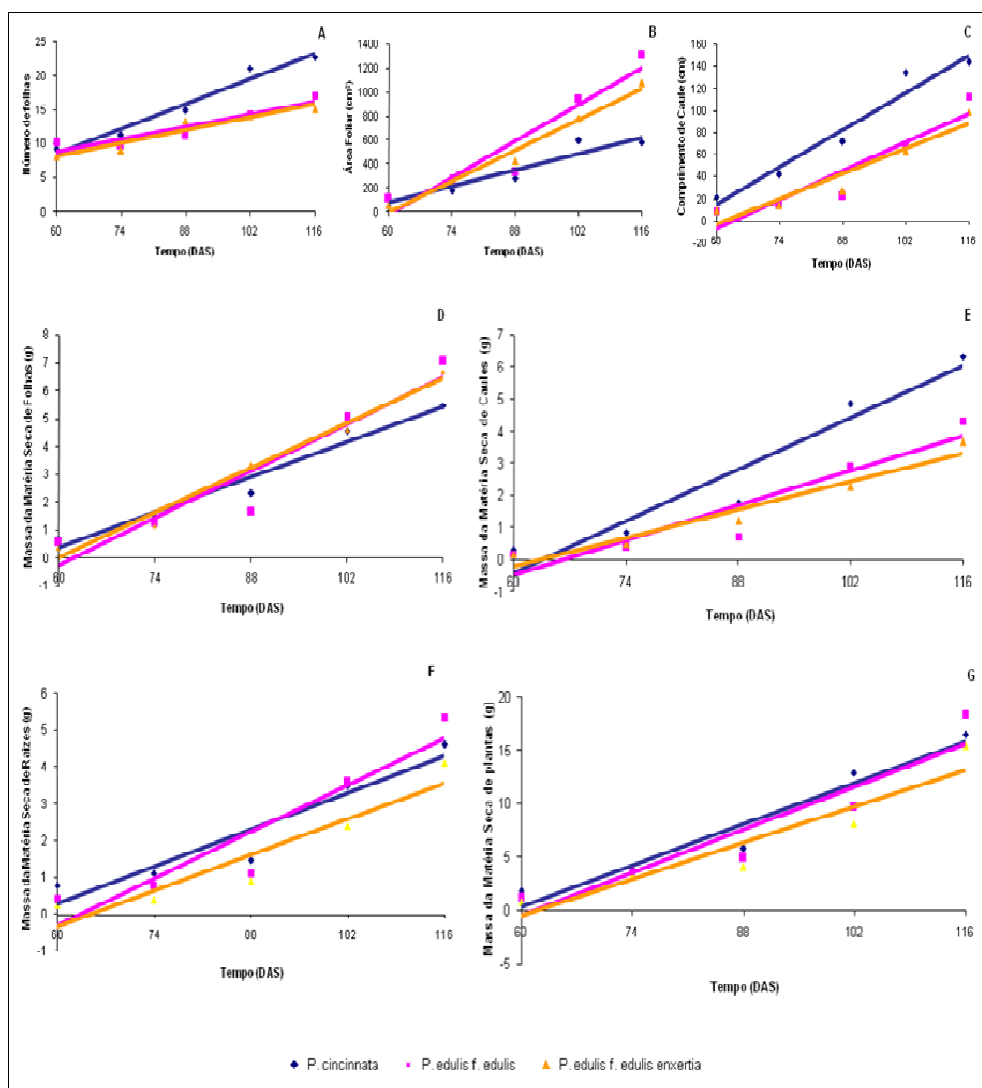 A
Número de folhas
25
20
15
10
5
0
60 74 88 102 116
Tempo (DAS)
B
Área Foliar (cm²)
1400
1200
1000
800
600
400
200
0
60 74 88 102 116
Tempo (DAS)
C
Comprimento de Caule (cm)
160
140
120
100
80
60
40
20
0
-20
60 74 88 102 116
Tempo (DAS)
D
Massa da Matéria Seca de Folhas (g)
8
7
6
5
4
3
2
1
0
-1
60 74 88 102 116
Tempo (DAS)
E
Massa da Matéria Seca de Caules (g)
7
6
5
4
3
2
1
0
-1
60 74 88 102 116
Tempo (DAS)
F
Massa da Matéria Seca de Raízes (g)
6
5
4
3
2
1
0
-1
60 74 88 102 116
Tempo (DAS)
G
Massa da Matéria Seca de plantas (g)
20
15
10
5
0
-5
60 74 88 102 116
Tempo (DAS)
P. cincinnata P. edulis f. edulis P. edulis f. edulis enxertia